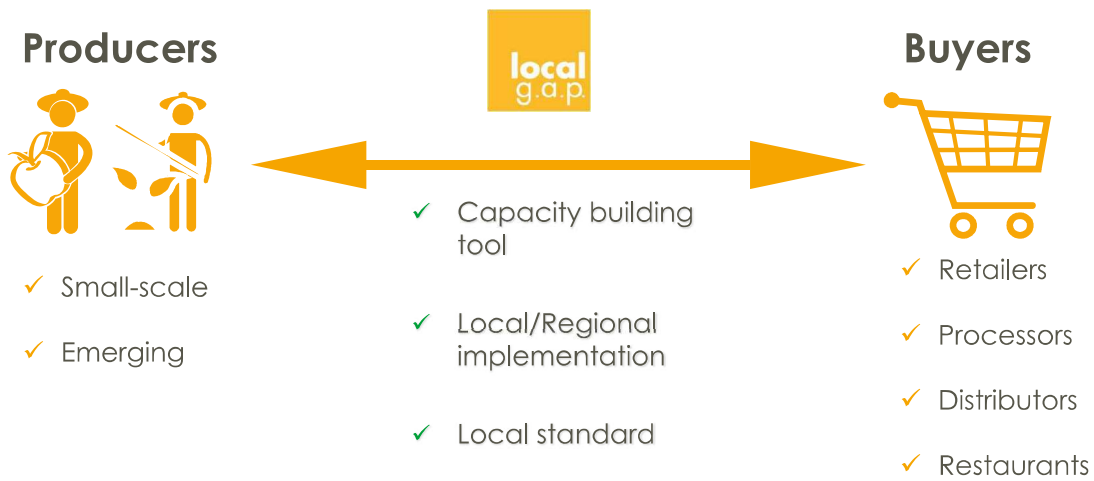 Producers
local
g.a.p.
Buyers
Small-scale
Emerging
Capacity building
tool
Local/Regional
implementation
Local standard
Retailers
Processors
Distributors
Restaurants